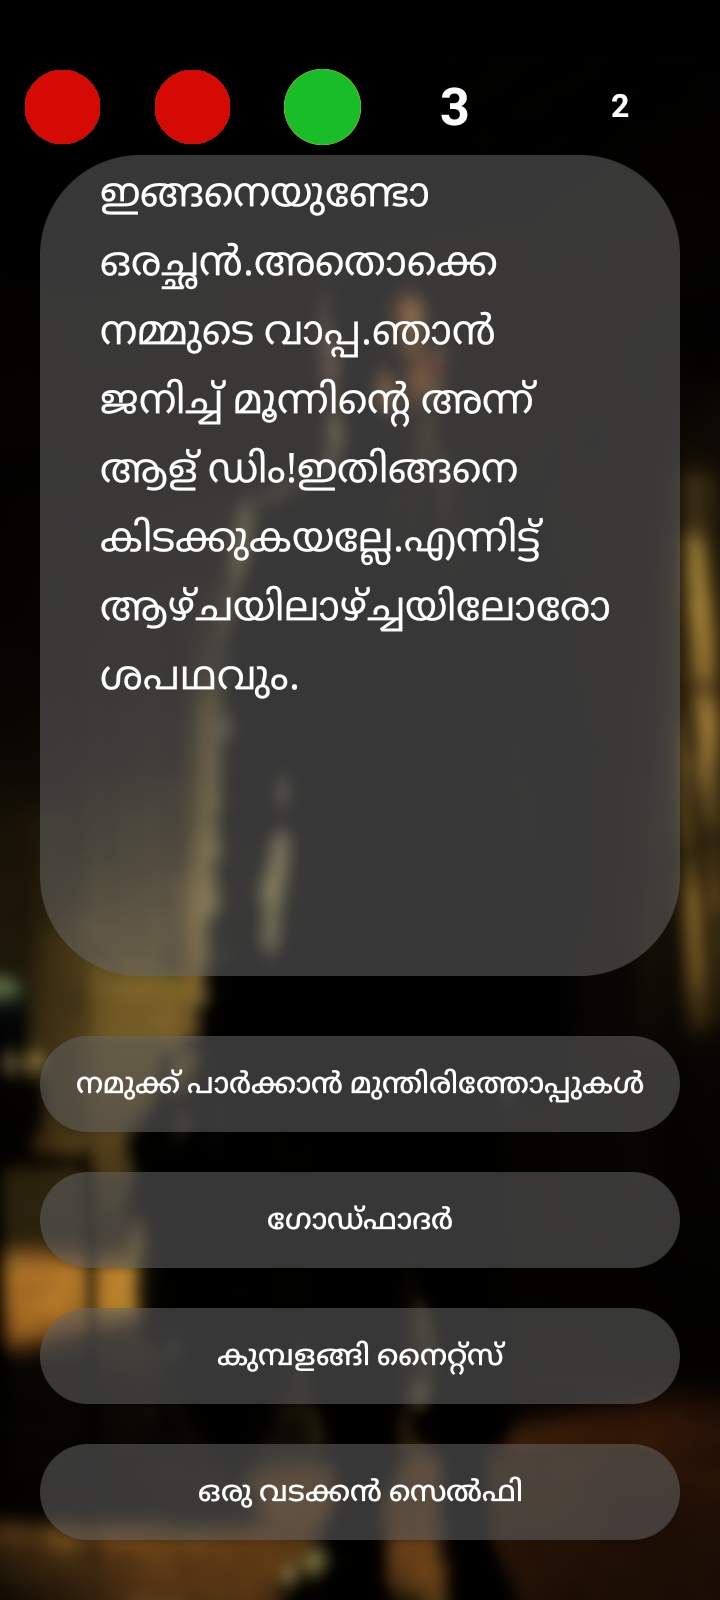 3 2
ഇങ്ങനെയുണ്ടോ
ഒരച്ഛൻ.അതൊക്കെ
നമ്മുടെ വാപ്പ.ഞാൻ
ജനിച്ച് മൂന്നിന്റെ അന്ന്
ആള് ഡിം!ഇതിങ്ങനെ
കിടക്കുകയല്ലേ.എന്നിട്ട്
ആഴ്ചയിലാഴ്ച്ചയിലോരോ
ശപഥവും.
നമുക്ക് പാർക്കാൻ മുന്തിരിത്തോപ്പുകൾ
ഗോഡ്ഫാദർ
കുമ്പളങ്ങി നൈറ്റ്സ്
ഒരു വടക്കൻ സെൽഫി